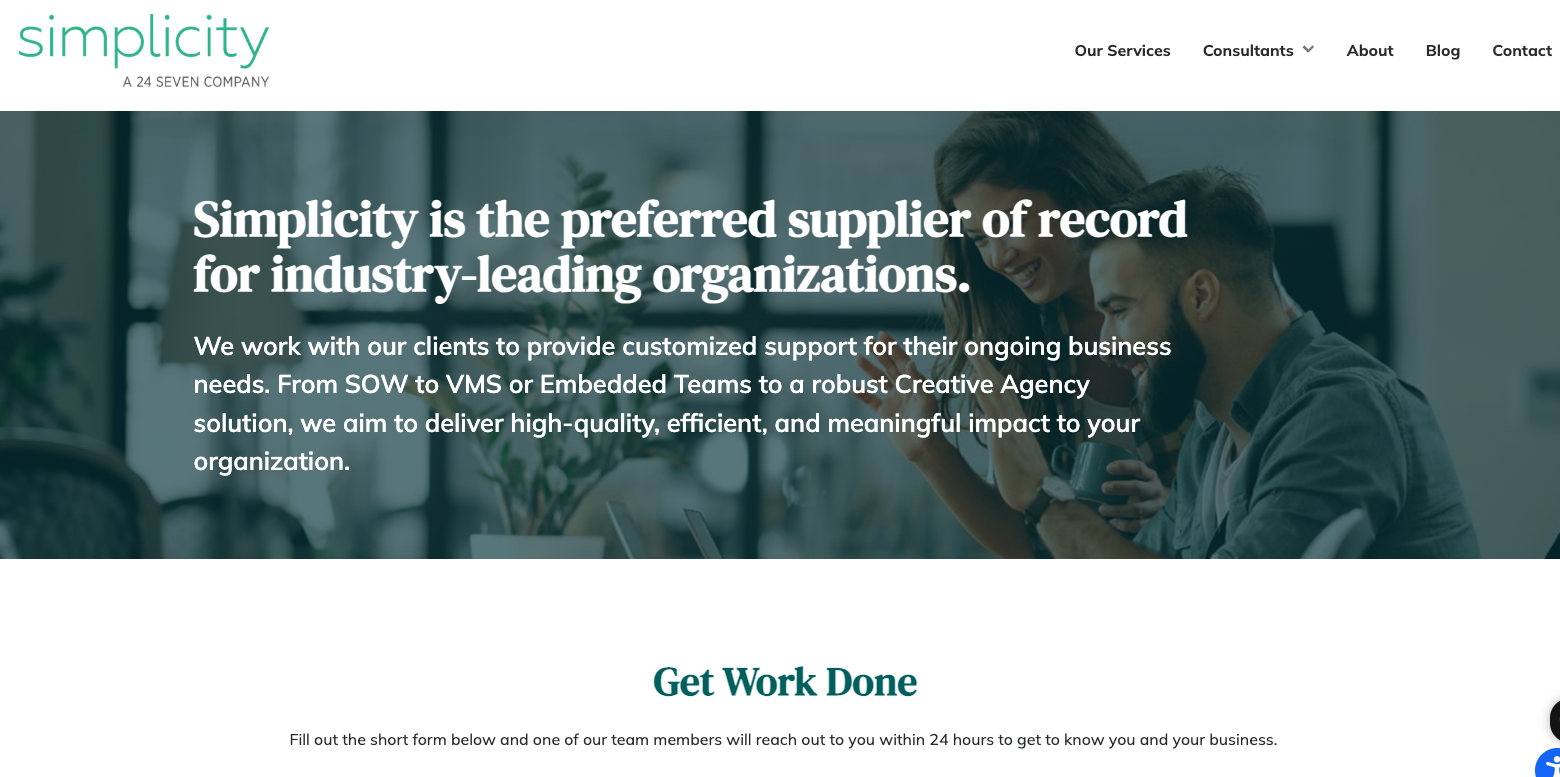 simplicity
A 24 SEVEN COMPANY
Our Services Consultants About Blog Contact
Simplicity is the preferred supplier of record
for industry-leading organizations.
We work with our clients to provide customized support for their ongoing business
needs. From SOW to VMS or Embedded Teams to a robust Creative Agency
solution, we aim to deliver high-quality, efficient, and meaningful impact to your
organization.
Get Work Done
Fill out the short form below and one of our team members will reach out to you within 24 hours to get to know you and your business.